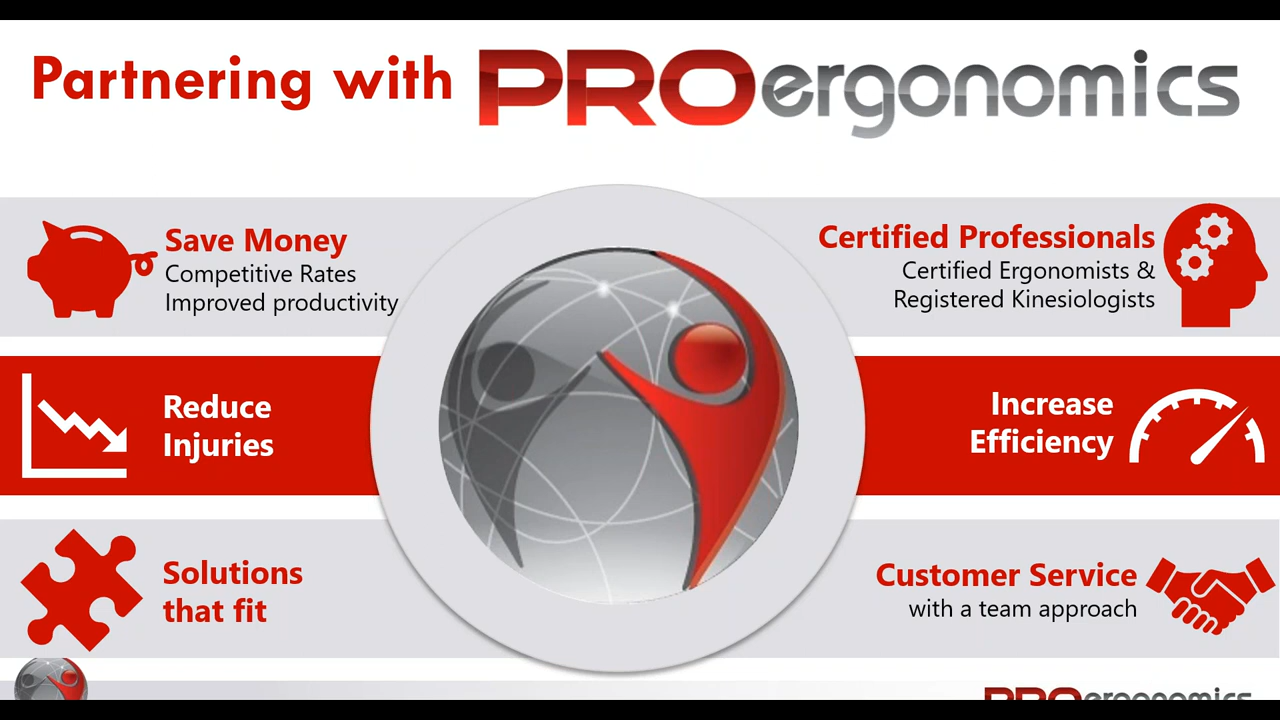 Partnering with PROergonomics
Save Money
Competitive Rates
Improved productivity
Certified Professionals
Certified Ergonomists &
Registered Kinesiologists
Reduce
Injuries
Increase
Efficiency
Solutions
that fit
Customer Service
with a team approach
PROergonomics